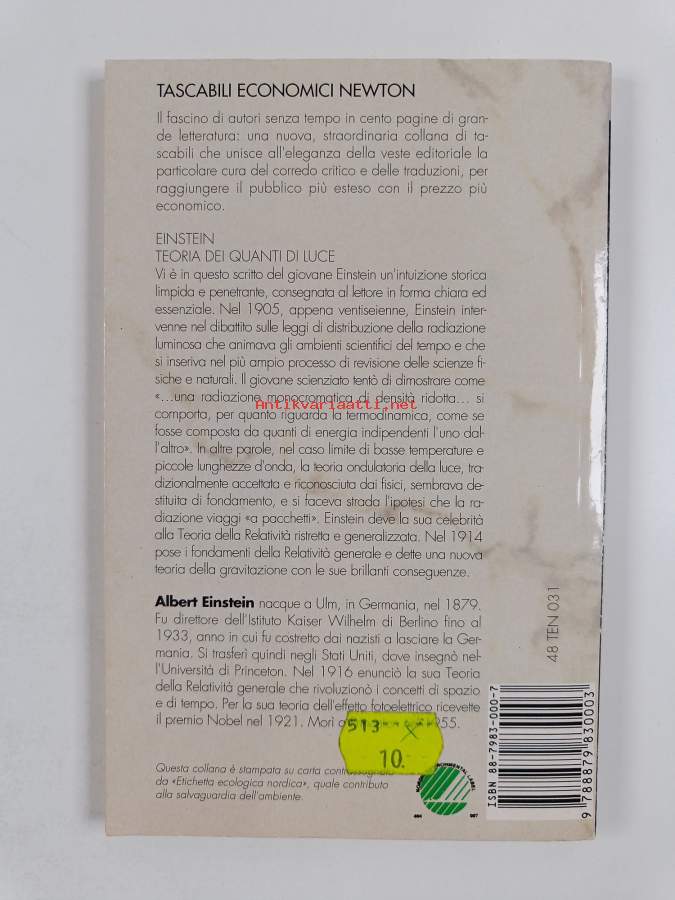 TASCABILI ECONOMICI NEWTON
Il fascino di autori senza tempo in cento pagine di gran-
de letteratura: una nuova, straordinaria collana di ta-
scabili che unisce all'eleganza della veste editoriale la
particolare cura del corredo critico e delle traduzioni, per
raggiungere il pubblico più esteso con il prezzo più
economico.
EINSTEIN
TEORIA DEI QUANTI DI LUCE
Vi è in questo scritto del giovane Einstein un'intuizione storica
limpida e penetrante, consegnata al lettore in forma chiara ed
essenziale. Nel 1905, appena ventiseienne, Einstein inter-
venne nel dibattito sulle leggi di distribuzione della radiazione
luminosa che animava gli ambienti scientifici del tempo e che
si inseriva nel più ampio processo di revisione delle scienze fi-
siche e naturali. Il giovane scienziato tentò di dimostrare come
«...una radiazione monocromatica di densità ridotta... si
Antikvariaatti.net
comporta, per quanto riguarda la termodinamica, come se
fosse composta da quanti di energia indipendenti l'uno dal-
l'altro». In altre parole, nel caso limite di basse temperature e
piccole lunghezze d'onda, la teoria ondulatoria della luce, tra-
dizionalmente accettata e riconosciuta dai fisici, sembrava de-
stituita di fondamento, e si faceva strada l'ipotesi che la ra-
diazione viaggi «a pacchetti». Einstein deve la sua celebrità
alla Teoria della Relatività ristretta e generalizzata. Nel 1914
pose i fondamenti della Relatività generale e dette una nuova
teoria della gravitazione con le sue brillanti conseguenze.
Albert Einstein nacque a Ulm, in Germania, nel 1879.
Fu direttore dell'Istituto Kaiser Wilhelm di Berlino fino al
1933, anno in cui fu costretto dai nazisti a lasciare la Ger-
mania. Si trasferì quindi negli Stati Uniti, dove insegnò nel-
l'Università di Princeton. Nel 1916 enunciò la sua Teoria
della Relatività generale che rivoluzionò i concetti di spazio
e di tempo. Per la sua teoria dell'effetto fotoelettrico ricevette
il premio Nobel nel 1921. Morì
513
10.
Questa collana è stampata su carta
da «Etichetta ecologica nordica», quale contributo
alla salvaguardia dell'ambiente.
48 TEN 031
ISBN 88-7983-000-7
9 788879 830003